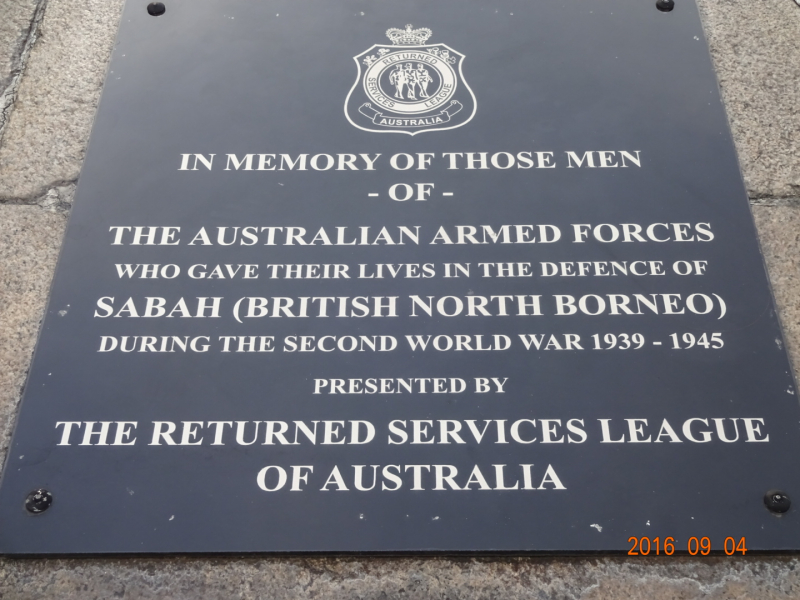 RETURNED
SERVICES LEAGUE
AUSTRALIA
IN MEMORY OF THOSE MEN
- OF -
THE AUSTRALIAN ARMED FORCES
WHO GAVE THEIR LIVES IN THE DEFENCE OF
SABAH (BRITISH NORTH BORNEO)
DURING THE SECOND WORLD WAR 1939 - 1945
PRESENTED BY
THE RETURNED SERVICES LEAGUE
OF AUSTRALIA
2016 09 04